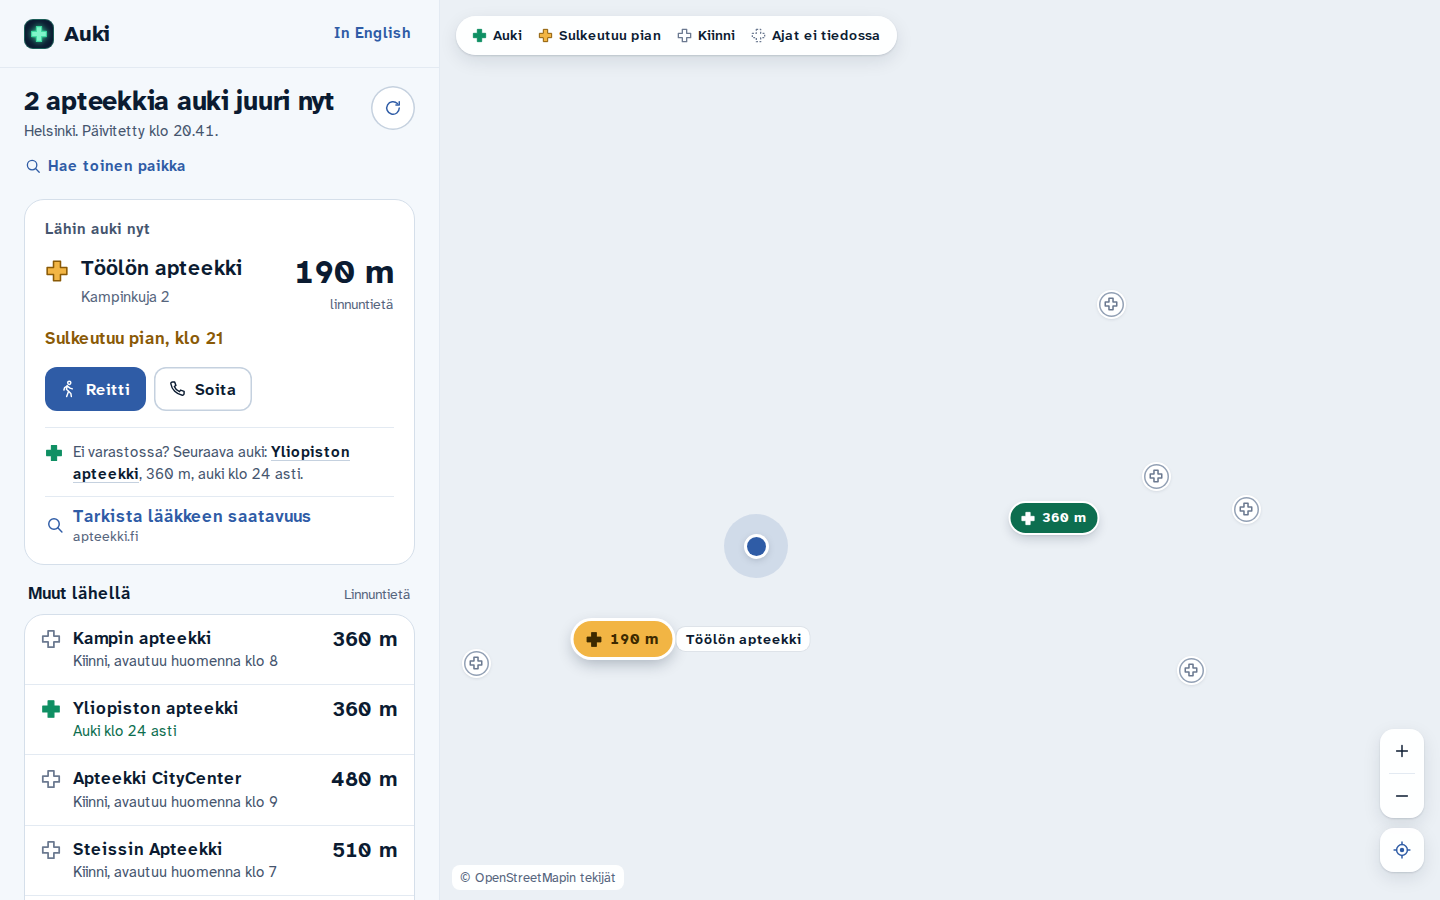 Auki
In English
2 apteekkia auki juuri nyt
Helsinki. Päivitetty klo 20.41.
Hae toinen paikka
Lähin auki nyt
Töölön apteekki
190 m
Kampinkuja 2
linnuntietä
Sulkeutuu pian, klo 21
Reitti
Soita
Ei varastossa? Seuraava auki: Yliopiston
apteekki, 360 m, auki klo 24 asti.
Tarkista lääkkeen saatavuus
apteekki.fi
Muut lähellä
Linnuntietä
Kampin apteekki
360 m
Kiinni, avautuu huomenna klo 8
Yliopiston apteekki
360 m
Auki klo 24 asti
Apteekki CityCenter
480 m
Kiinni, avautuu huomenna klo 9
Steissin Apteekki
510 m
Kiinni, avautuu huomenna klo 7
Auki
Sulkeutuu pian
Kiinni
Ajat ei tiedossa
360 m
190 m
Töölön apteekki
+
−
© OpenStreetMapin tekijät